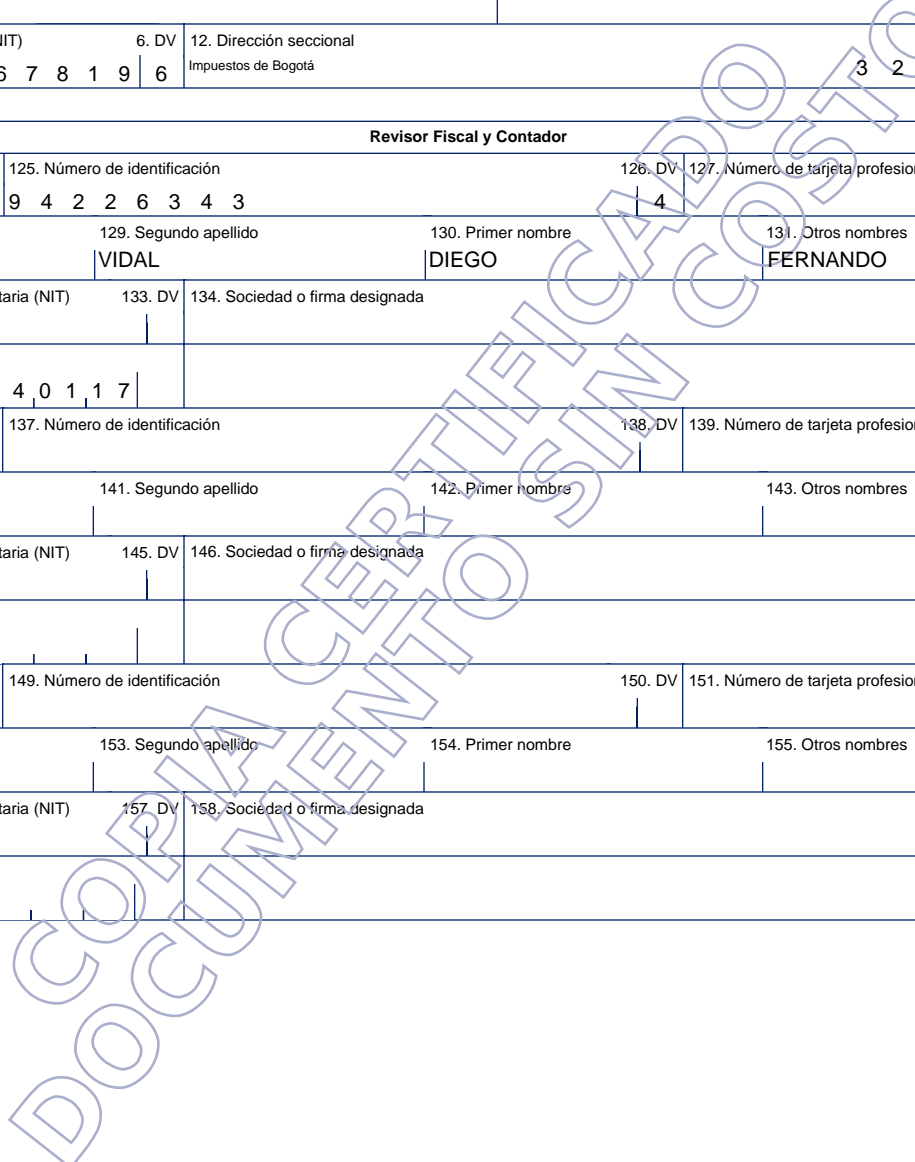 NIT) 6. DV 12. Dirección seccional
6 7 8 1 9 6 Impuestos de Bogotá 3 2
Revisor Fiscal y Contador
125. Número de identificación 126. DV 127. Número de tarjeta profesion
9 4 2 2 6 3 4 3 4
129. Segundo apellido 130. Primer nombre 131. Otros nombres
VIDAL DIEGO FERNANDO
taria (NIT) 133. DV 134. Sociedad o firma designada
4 0 1 1 7
137. Número de identificación 138. DV 139. Número de tarjeta profesion
141. Segundo apellido 142. Primer nombre 143. Otros nombres
taria (NIT) 145. DV 146. Sociedad o firma designada
149. Número de identificación 150. DV 151. Número de tarjeta profesion
153. Segundo apellido 154. Primer nombre 155. Otros nombres
taria (NIT) 157. DV 158. Sociedad o firma designada
COPIA CERTIFICADO
DOCUMENTO SIN COSTO